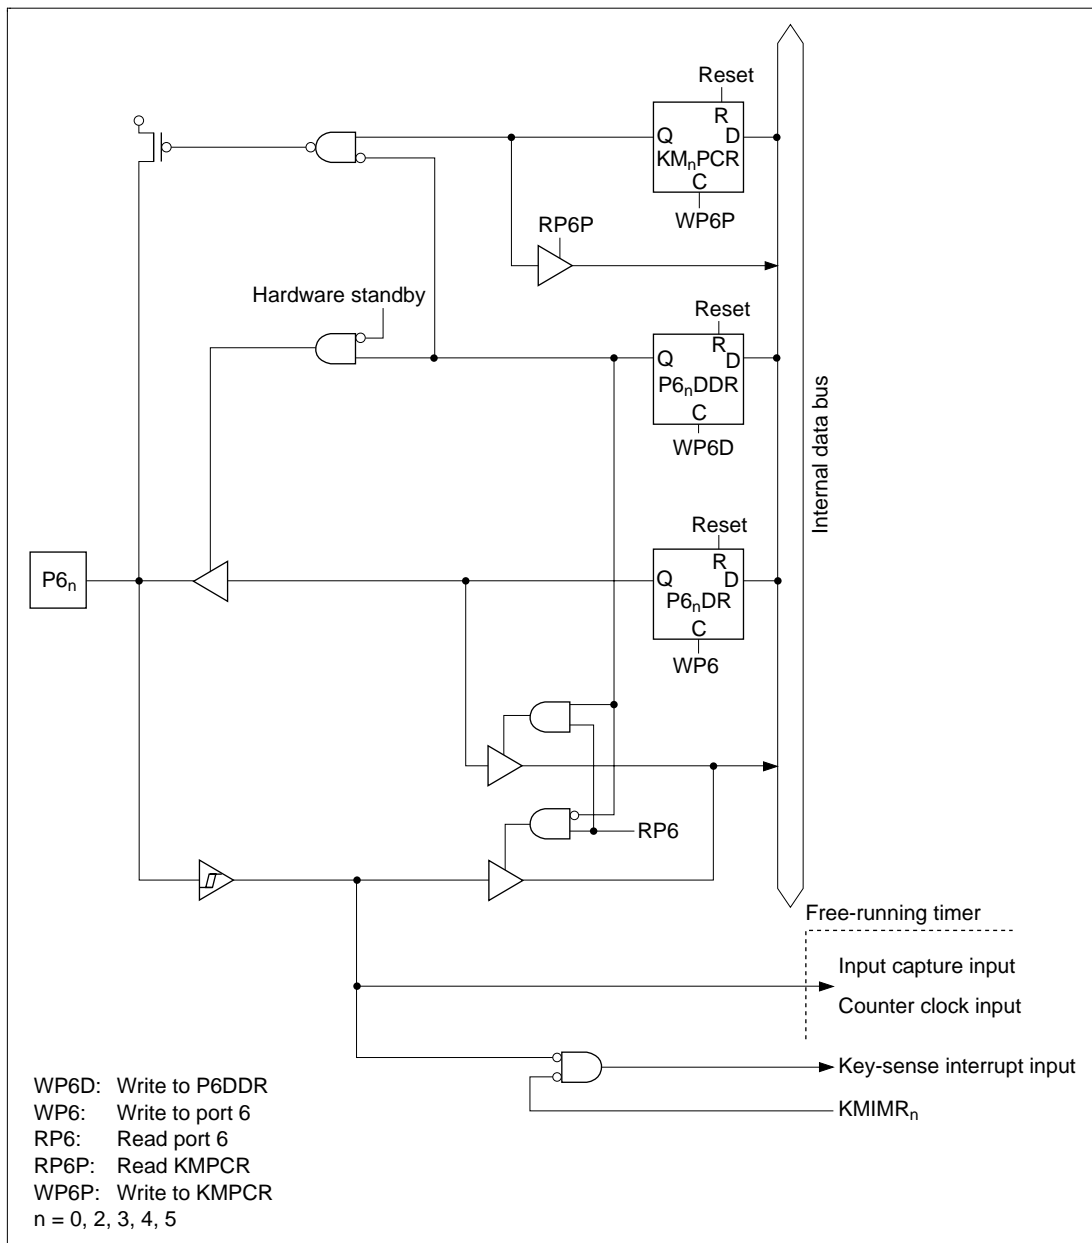 Reset
R
Q D
KMnPCR
C
WP6P
RP6P
Hardware standby
Reset
R
Q D
P6nDDR
C
WP6D
Internal data bus
Reset
R
P6n
Q D
P6nDR
C
WP6
RP6
Free-running timer
Input capture input
Counter clock input
Key-sense interrupt input
KMIMRn
WP6D: Write to P6DDR
WP6: Write to port 6
RP6: Read port 6
RP6P: Read KMPCR
WP6P: Write to KMPCR
n = 0, 2, 3, 4, 5